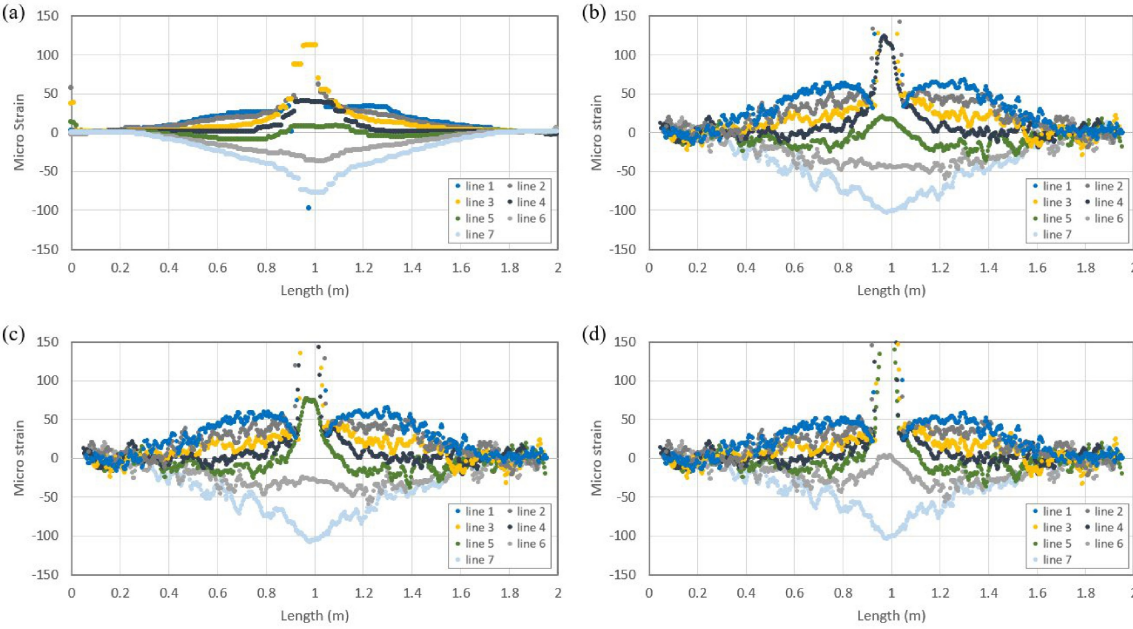 (a)
150
100
50
0
-50
-100
-150
Micro Strain
0 0.2 0.4 0.6 0.8 1 1.2 1.4 1.6 1.8 2
Length (m)
line 1 line 2
line 3 line 4
line 5 line 6
line 7
(b)
150
100
50
0
-50
-100
-150
Micro strain
0 0.2 0.4 0.6 0.8 1 1.2 1.4 1.6 1.8 2
Length (m)
line 1 line 2
line 3 line 4
line 5 line 6
line 7
(c)
150
100
50
0
-50
-100
-150
Micro strain
0 0.2 0.4 0.6 0.8 1 1.2 1.4 1.6 1.8 2
Length (m)
line 1 line 2
line 3 line 4
line 5 line 6
line 7
(d)
150
100
50
0
-50
-100
-150
Micro strain
0 0.2 0.4 0.6 0.8 1 1.2 1.4 1.6 1.8 2
Length (m)
line 1 line 2
line 3 line 4
line 5 line 6
line 7